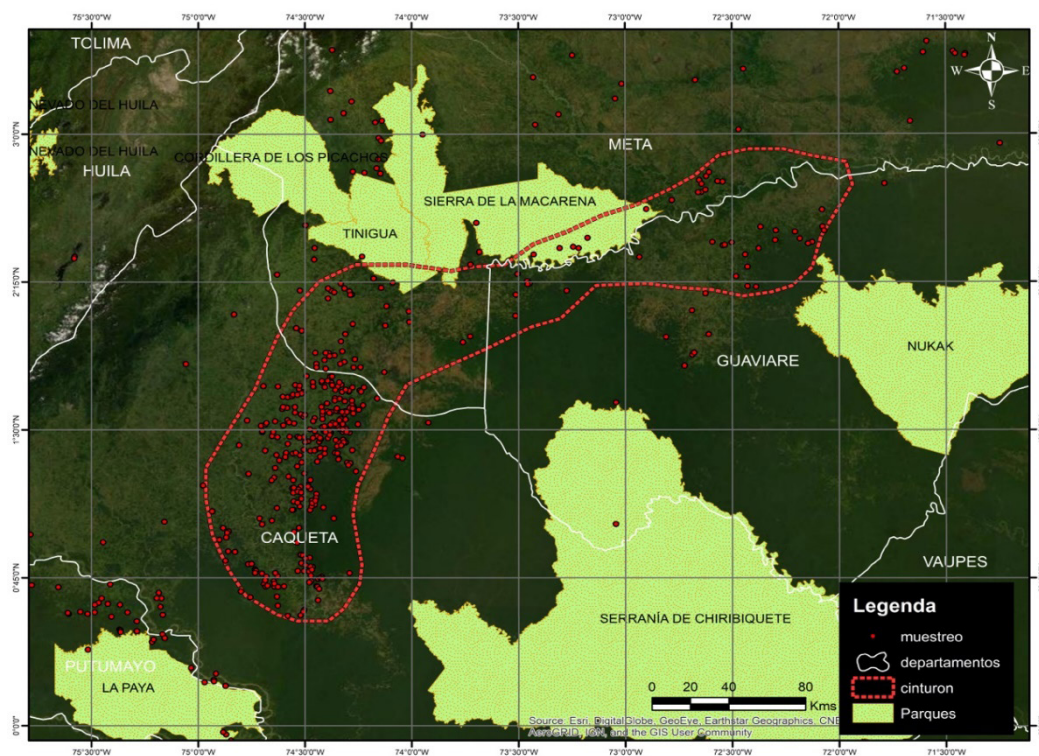 75°30'0"W 75°0'0"W 74°30'0"W 74°0'0"W 73°30'0"W 73°0'0"W 72°30'0"W 72°0'0"W 71°30'0"W
TOLIMA
N
W E
S
NEVADO DEL HUILA
3°0'0"N
META
NEVADO DEL HUILA
CORDILLERA DE LOS PICACHOS
HUILA
SIERRA DE LA MACARENA
TINIGUA
2°15'0"N
NUKAK
GUAVIARE
1°30'0"N
CAQUETA
VAUPES
0°45'0"N
Legenda
SERRANÍA DE CHIRIBIQUETE
muestreo
PUTUMAYO
departamentos
LA PAYA
0 20 40 80
cinturon
Kms
Parques
Source: Esri, DigitalGlobe, GeoEye, Earthstar Geographics, CNE
AeroGRID, IGN, and the GIS User Community
0°0'0"
75°30'0"W 75°0'0"W 74°30'0"W 74°0'0"W 73°30'0"W 73°0'0"W 72°30'0"W 72°0'0"W 71°30'0"W